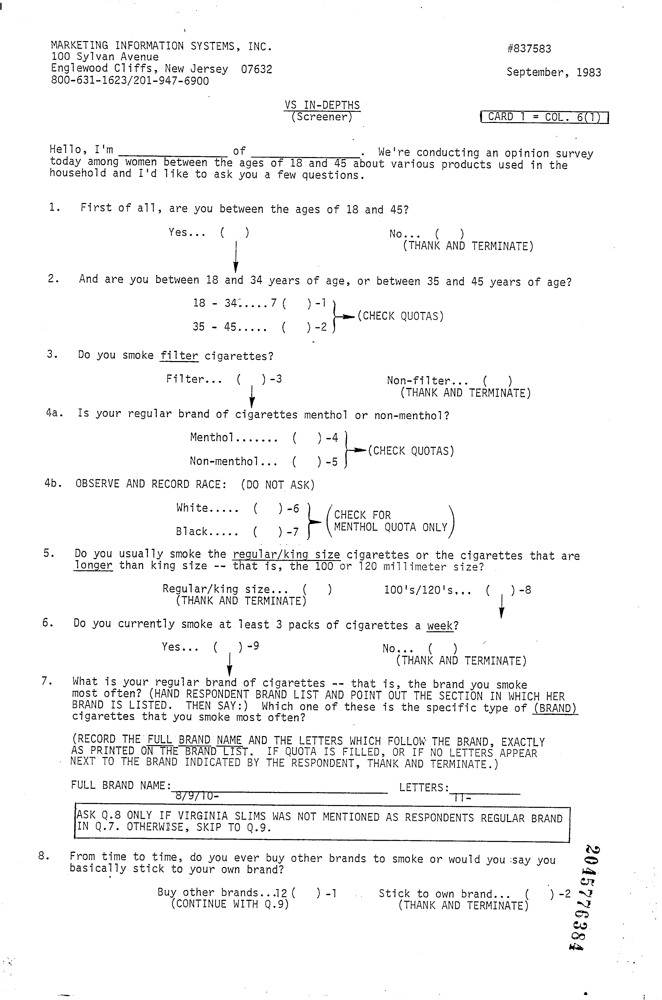 MARKETING INFORMATION SYSTEMS, INC.
100 Sylvan Avenue
Englewood Cliffs, New Jersey 07632
800-631-1623/201-947-6900
#837583
September, 1983
VS IN-DEPTHS
(Screener)
CARD 1 = COL. 6(1)
Hello, I'm ________________ of ________________. We're conducting an opinion survey
today among women between the ages of 18 and 45 about various products used in the
household and I'd like to ask you a few questions.
1. First of all, are you between the ages of 18 and 45?
Yes... ( ) No... ( )
(THANK AND TERMINATE)
2. And are you between 18 and 34 years of age, or between 35 and 45 years of age?
18 - 34.....7 ( ) -1
(CHECK QUOTAS)
35 - 45..... ( ) -2
3. Do you smoke filter cigarettes?
Filter... ( ) -3 Non-filter... ( )
(THANK AND TERMINATE)
4a. Is your regular brand of cigarettes menthol or non-menthol?
Menthol....... ( ) -4
(CHECK QUOTAS)
Non-menthol... ( ) -5
4b. OBSERVE AND RECORD RACE: (DO NOT ASK)
White..... ( ) -6
(CHECK FOR
MENTHOL QUOTA ONLY)
Black..... ( ) -7
5. Do you usually smoke the regular/king size cigarettes or the cigarettes that are
longer than king size -- that is, the 100 or 120 millimeter size?
Regular/king size... ( ) 100's/120's... ( ) -8
(THANK AND TERMINATE)
6. Do you currently smoke at least 3 packs of cigarettes a week?
Yes... ( ) -9 No... ( )
(THANK AND TERMINATE)
7. What is your regular brand of cigarettes -- that is, the brand you smoke
most often? (HAND RESPONDENT BRAND LIST AND POINT OUT THE SECTION IN WHICH HER
BRAND IS LISTED. THEN SAY:) Which one of these is the specific type of (BRAND)
cigarettes that you smoke most often?
(RECORD THE FULL BRAND NAME AND THE LETTERS WHICH FOLLOW THE BRAND, EXACTLY
AS PRINTED ON THE BRAND LIST. IF QUOTA IS FILLED, OR IF NO LETTERS APPEAR
NEXT TO THE BRAND INDICATED BY THE RESPONDENT, THANK AND TERMINATE.)
FULL BRAND NAME:________________ LETTERS:________
8/9/10- 11-
ASK Q.8 ONLY IF VIRGINIA SLIMS WAS NOT MENTIONED AS RESPONDENTS REGULAR BRAND
IN Q.7. OTHERWISE, SKIP TO Q.9.
8. From time to time, do you ever buy other brands to smoke or would you say you
basically stick to your own brand?
Buy other brands...12 ( ) -1 Stick to own brand... ( ) -2
(CONTINUE WITH Q.9) (THANK AND TERMINATE)
2045776384